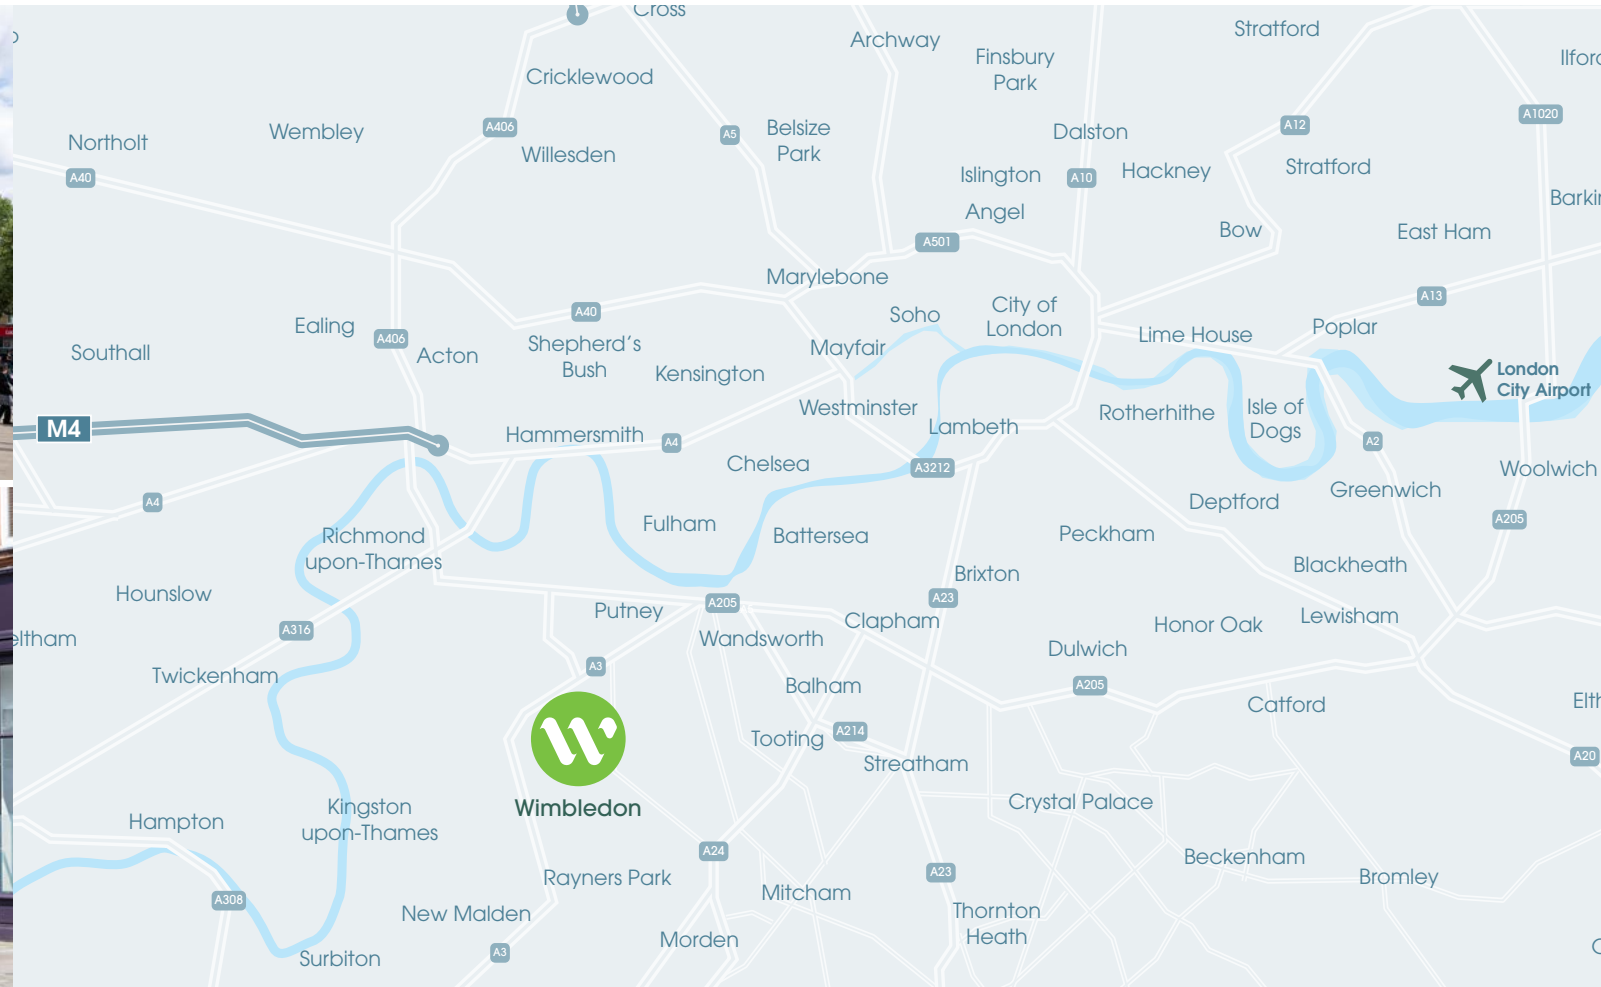 Cross
Archway
Stratford
Finsbury
Park
Cricklewood
A1020
Northolt
Wembley
A406
A5
Belsize
Park
Dalston
A12
Willesden
A40
Islington
A10
Hackney
Stratford
Angel
Bow
East Ham
A501
Marylebone
A13
A40
Soho
City of
London
Ealing
A406
Acton
Southall
Shepherd's
Bush
Mayfair
Lime House
Poplar
Kensington
London
City Airport
M4
Hammersmith
A4
Westminster
Lambeth
Rotherhithe
Isle of
Dogs
A2
Chelsea
A3212
Woolwich
A4
Deptford
Greenwich
A205
Richmond
upon-Thames
Fulham
Battersea
Peckham
Blackheath
Hounslow
Brixton
A23
Putney
A205
Clapham
Honor Oak
Lewisham
A316
Wandsworth
Dulwich
Twickenham
A3
Balham
A205
Catford
Tooting
A214
Streatham
A20
Wimbledon
Crystal Palace
Hampton
Kingston
upon-Thames
A24
Beckenham
Rayners Park
A23
Bromley
A308
Mitcham
New Malden
Thornton
Heath
Morden
A3
Surbiton